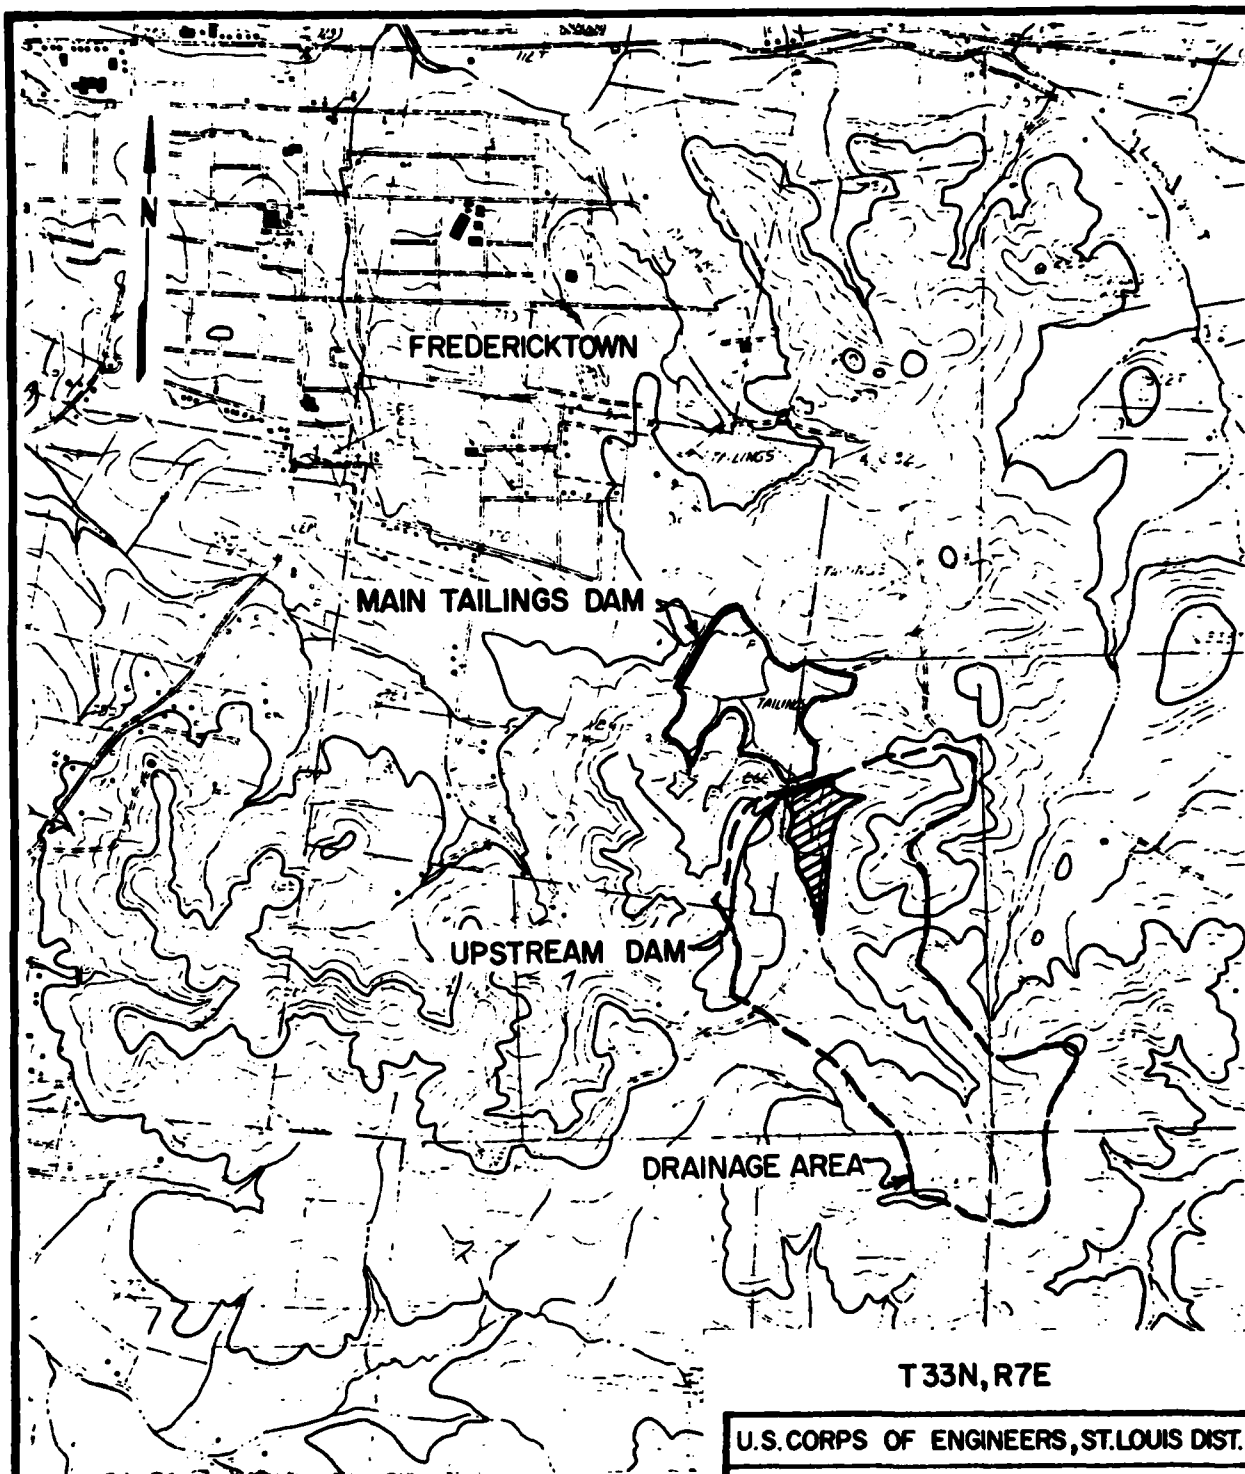 N
FREDERICKTOWN
TAILINGS
TAILINGS
MAIN TAILINGS DAM
TAILINGS
UPSTREAM DAM
DRAINAGE AREA
T33N, R7E
U.S. CORPS OF ENGINEERS, ST. LOUIS DIST.